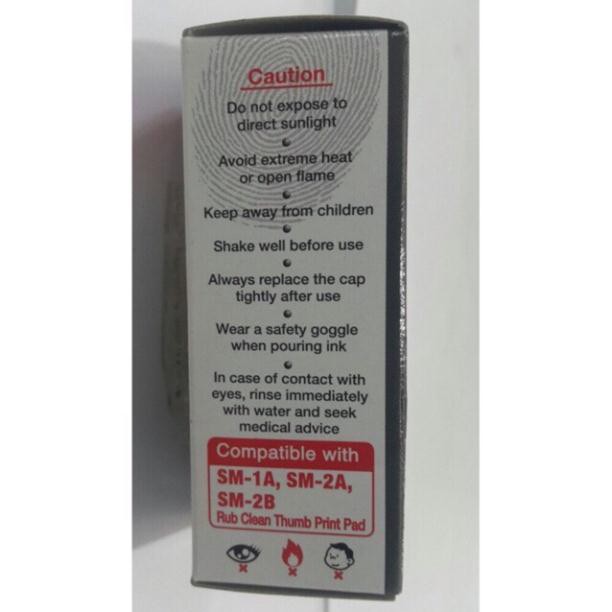 Caution
Do not expose to
direct sunlight
Avoid extreme heat
or open flame
Keep away from children
Shake well before use
Always replace the cap
tightly after use
Wear a safety goggle
when pouring ink
In case of contact with
eyes, rinse immediately
with water and seek
medical advice
Compatible with
SM-1A, SM-2A,
SM-2B
Rub Clean Thumb Print Pad